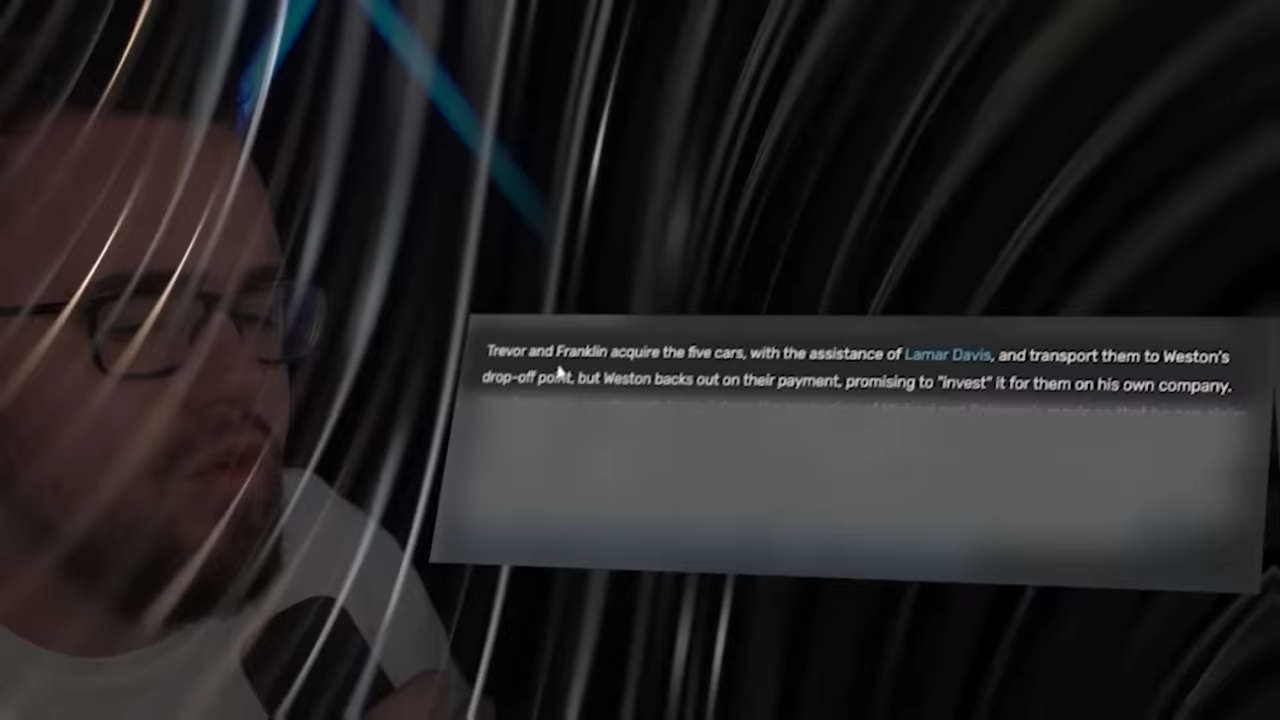 Trevor and Franklin acquire the five cars, with the assistance of Lamar Davis, and transport them to Weston's
drop-off point, but Weston backs out on their payment, promising to "invest" it for them on his own company.